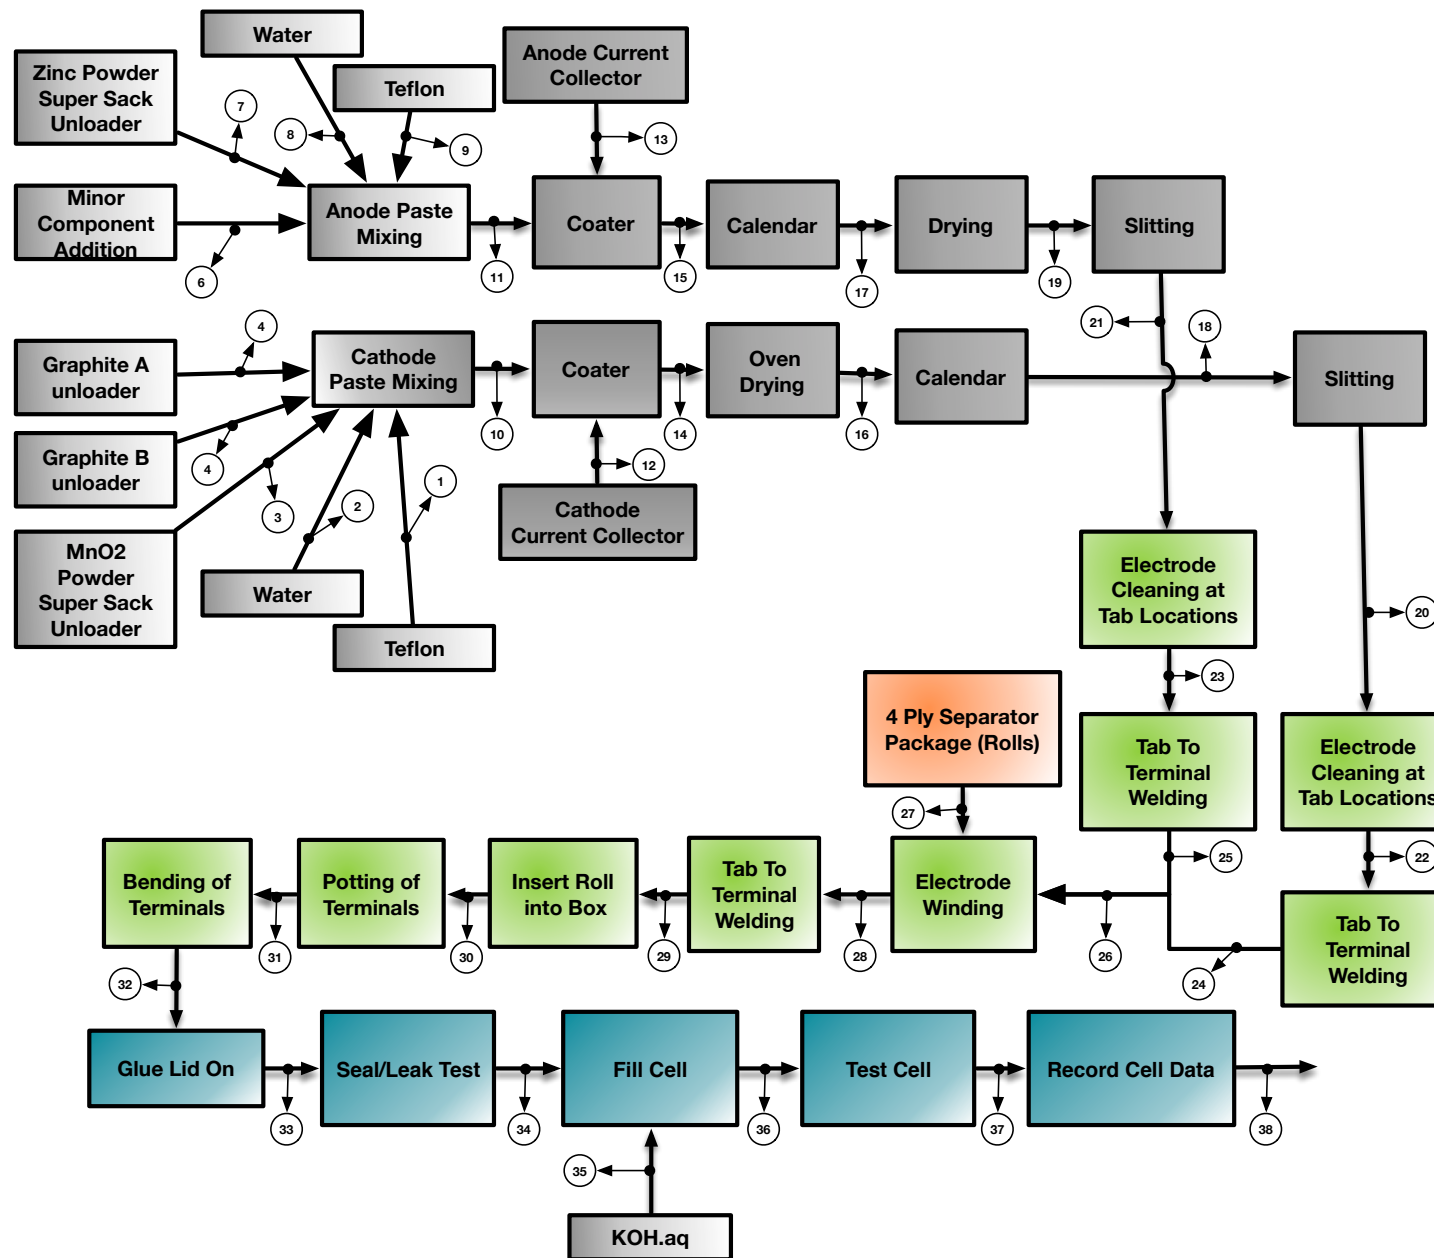 Water
Zinc Powder
Super Sack
Unloader
7
8
Teflon
9
Anode Current
Collector
13
Minor
Component
Addition
6
Anode Paste
Mixing
11
Coater
15
Calendar
17
Drying
19
Slitting
21
18
4
Graphite A
unloader
Cathode
Paste Mixing
10
Coater
14
Oven
Drying
16
Calendar
Slitting
Graphite B
unloader
4
3
2
1
12
Cathode
Current Collector
MnO2
Powder
Super Sack
Unloader
Water
Teflon
Electrode
Cleaning at
Tab Locations
20
23
4 Ply Separator
Package (Rolls)
27
Tab To
Terminal
Welding
Electrode
Cleaning at
Tab Locations
25
22
Bending of
Terminals
31
Potting of
Terminals
30
Insert Roll
into Box
29
Tab To
Terminal
Welding
28
Electrode
Winding
26
24
Tab To
Terminal
Welding
32
Glue Lid On
33
Seal/Leak Test
34
Fill Cell
36
Test Cell
37
Record Cell Data
38
35
KOH.aq